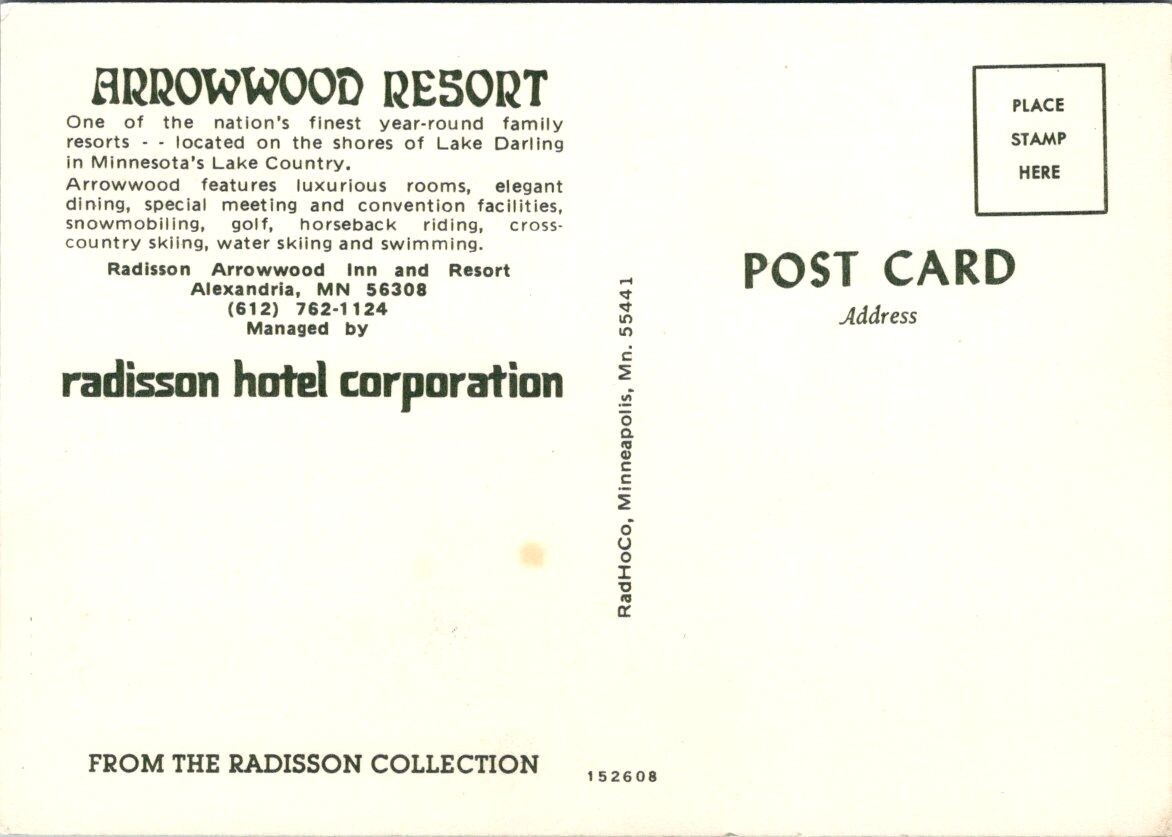 ARROWWOOD RESORT
One of the nation's finest year-round family
resorts - - located on the shores of Lake Darling
in Minnesota's Lake Country.
Arrowwood features luxurious rooms, elegant
dining, special meeting and convention facilities,
snowmobiling, golf, horseback riding, cross-
country skiing, water skiing and swimming.
Radisson Arrowwood Inn and Resort
Alexandria, MN 56308
(612) 762-1124
Managed by
radisson hotel corporation
FROM THE RADISSON COLLECTION
152608
RadHoCo, Minneapolis, Mn. 55441
PLACE
STAMP
HERE
POST CARD
Address